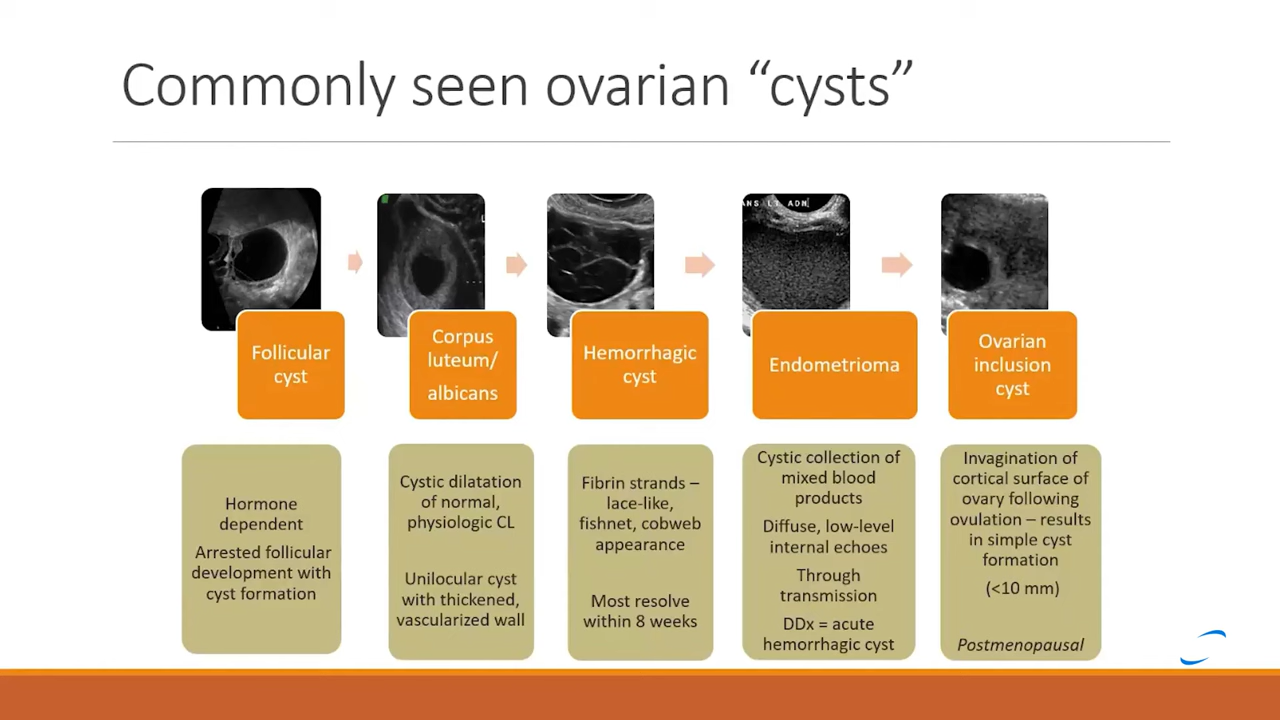 Commonly seen ovarian “cysts”
ANS LT ADN
Follicular
cyst
Corpus
luteum/
albicans
Hemorrhagic
cyst
Endometrioma
Ovarian
inclusion
cyst
Hormone
dependent
Arrested follicular
development with
cyst formation
Cystic dilatation
of normal,
physiologic CL
Unilocular cyst
with thickened,
vascularized wall
Fibrin strands –
lace-like,
fishnet, cobweb
appearance
Most resolve
within 8 weeks
Cystic collection of
mixed blood
products
Diffuse, low-level
internal echoes
Through
transmission
DDx = acute
hemorrhagic cyst
Invagination of
cortical surface of
ovary following
ovulation – results
in simple cyst
formation
(<10 mm)
Postmenopausal